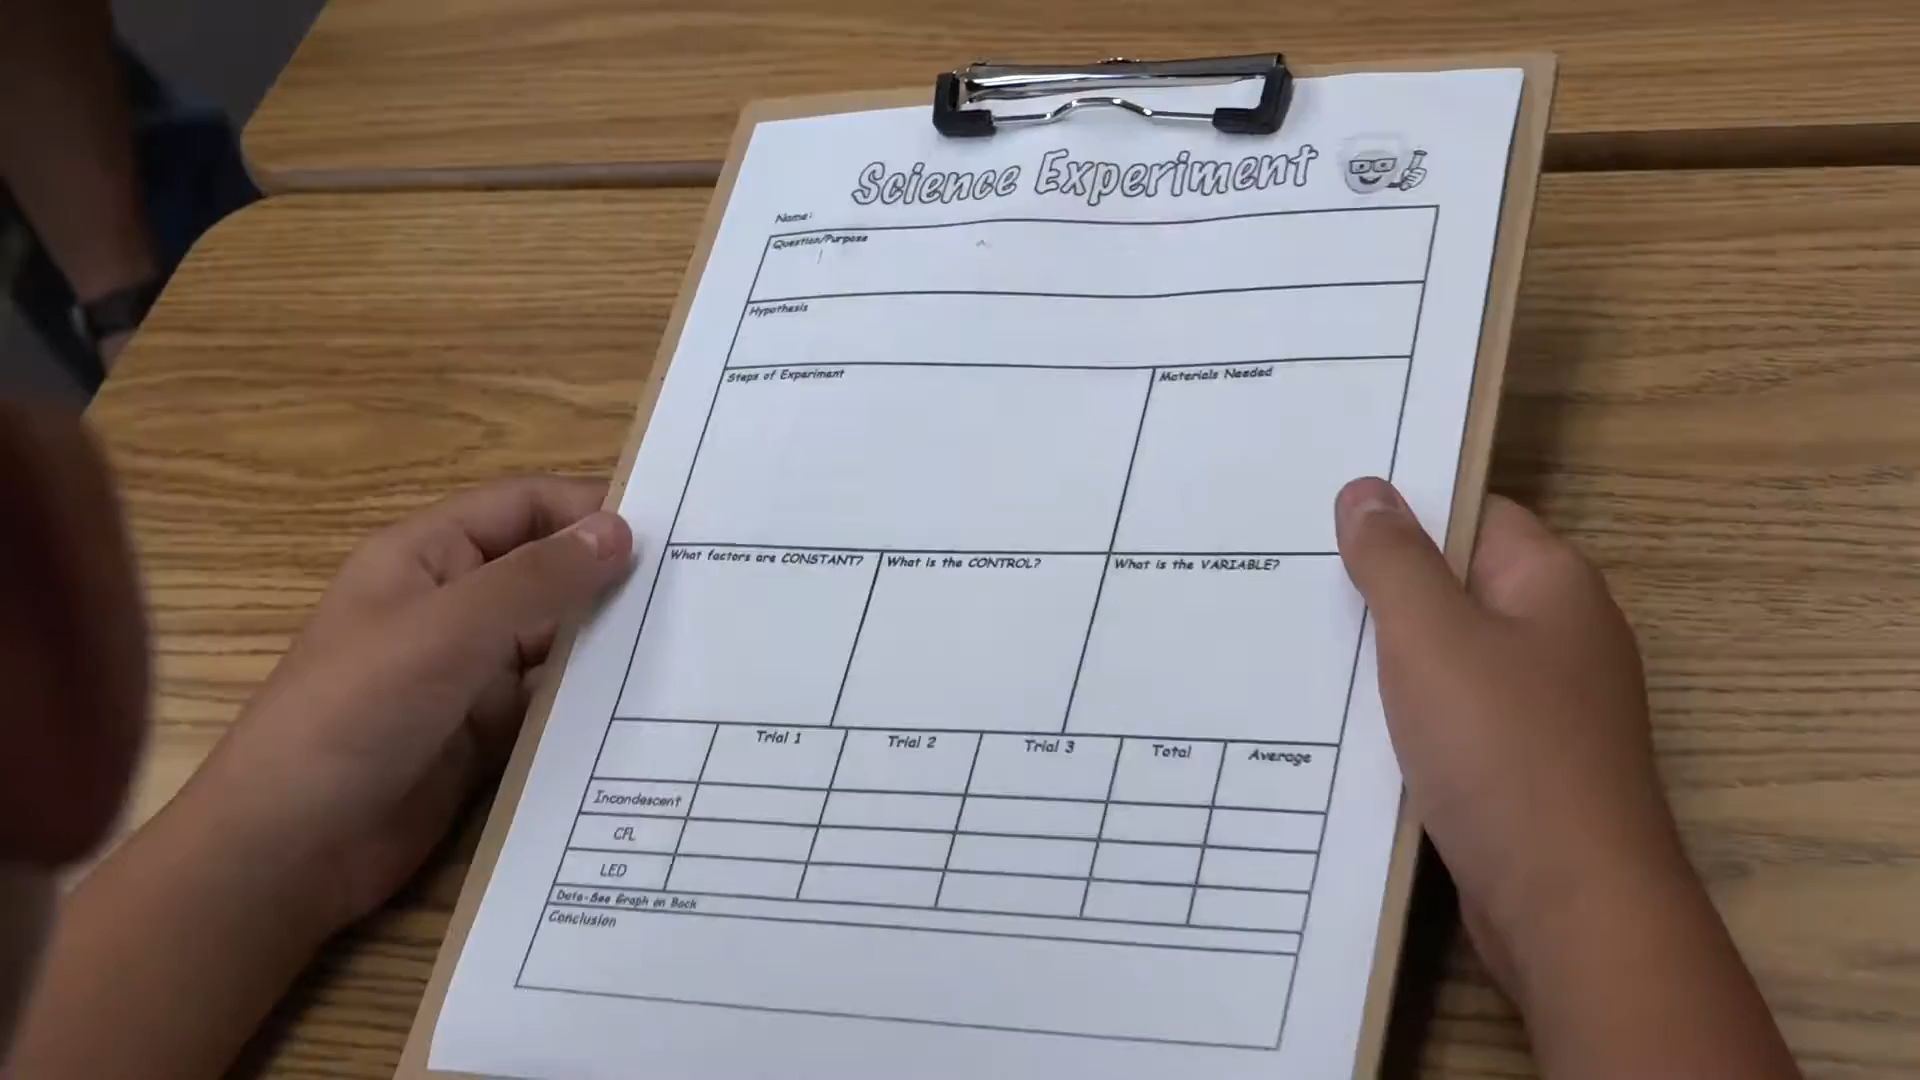 Science Experiment
Name:
Question/Purpose
Hypothesis
Steps of Experiment
Materials Needed
What factors are CONSTANT?
What is the CONTROL?
What is the VARIABLE?
Trial 1
Trial 2
Trial 3
Total
Average
Incandescent
CFL
LED
Data-See Graph on Back
Conclusion